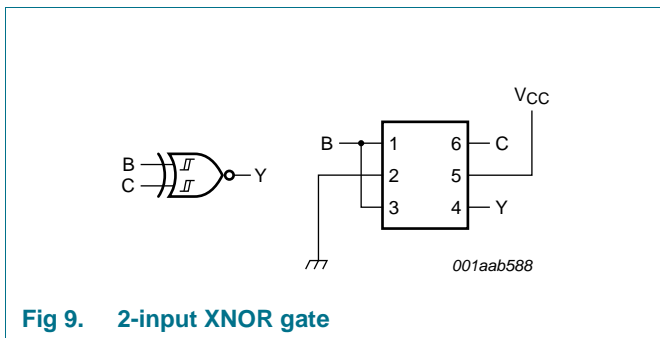 VCC
B 1 6 C
B
C
Y
2 5
3 4 Y
001aab588
Fig 9. 2-input XNOR gate